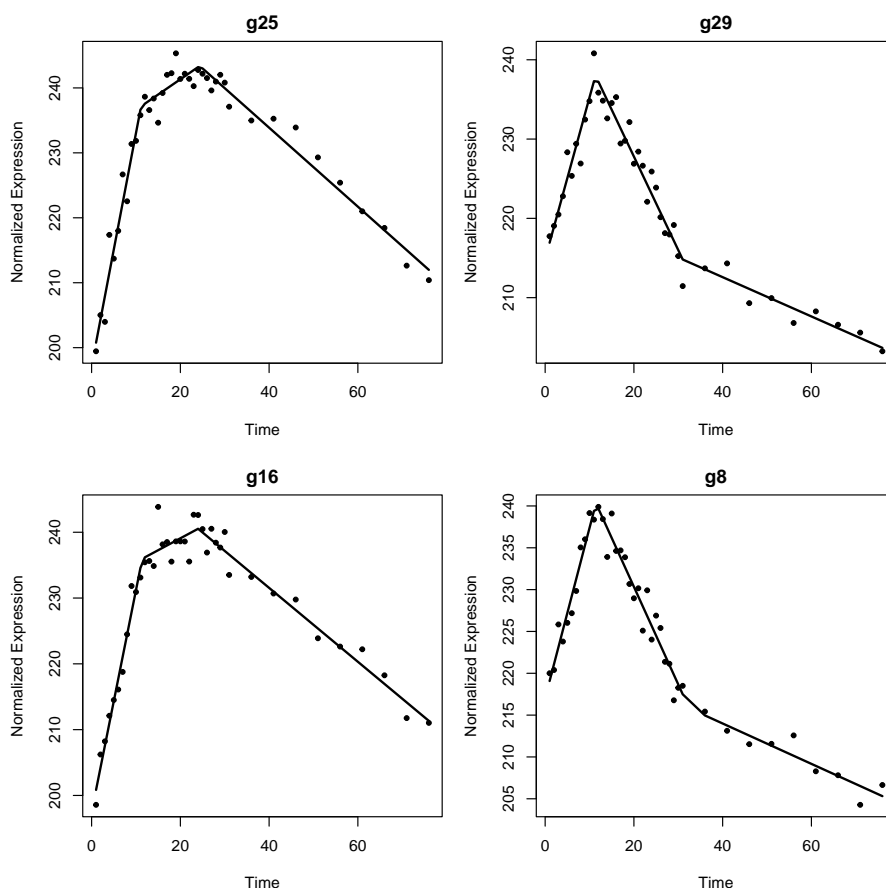 g25
Normalized Expression
200 210 220 230 240
0 20 40 60
Time
g29
Normalized Expression
210 220 230 240
0 20 40 60
Time
g16
Normalized Expression
200 210 220 230 240
0 20 40 60
Time
g8
Normalized Expression
205 210 215 220 225 230 235 240
0 20 40 60
Time